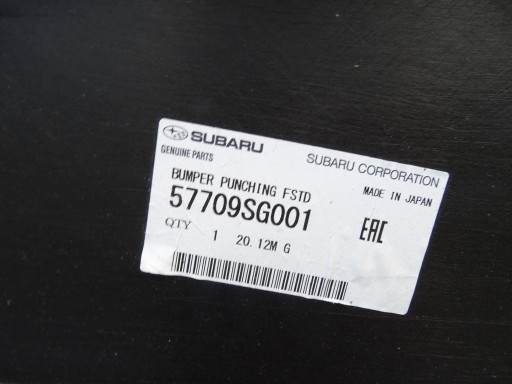 SUBARU
GENUINE PARTS
SUBARU CORPORATION
BUMPER PUNCHING FSTD
MADE IN JAPAN
57709SG001
EAC
QTY 1 20.12M G